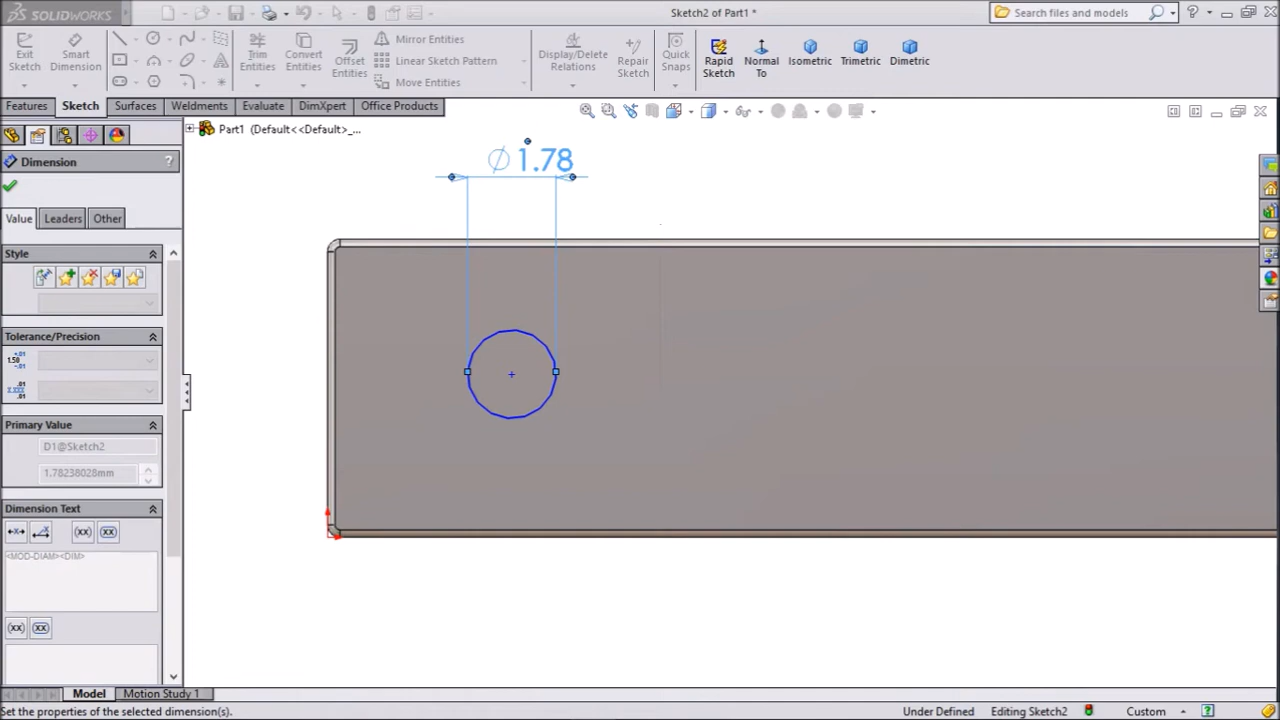 SOLIDWORKS
Sketch2 of Part1 *
Search files and models
Exit Sketch
Smart Dimension
Trim Entities
Convert Entities
Offset Entities
Mirror Entities
Linear Sketch Pattern
Move Entities
Display/Delete Relations
Repair Sketch
Quick Snaps
Rapid Sketch
Normal To
Isometric
Trimetric
Dimetric
Features
Sketch
Surfaces
Weldments
Evaluate
DimXpert
Office Products
Part1 (Default<<Default>_...
Dimension
?
Value
Leaders
Other
Style
Tolerance/Precision
Primary Value
D1@Sketch2
1.78238028mm
Dimension Text
(xx)
(xx)
<MOD-DIAM><DIM>
(xx)
(xx)
∅1.78
Model
Motion Study 1
Set the properties of the selected dimension(s).
Under Defined
Editing Sketch2
Custom